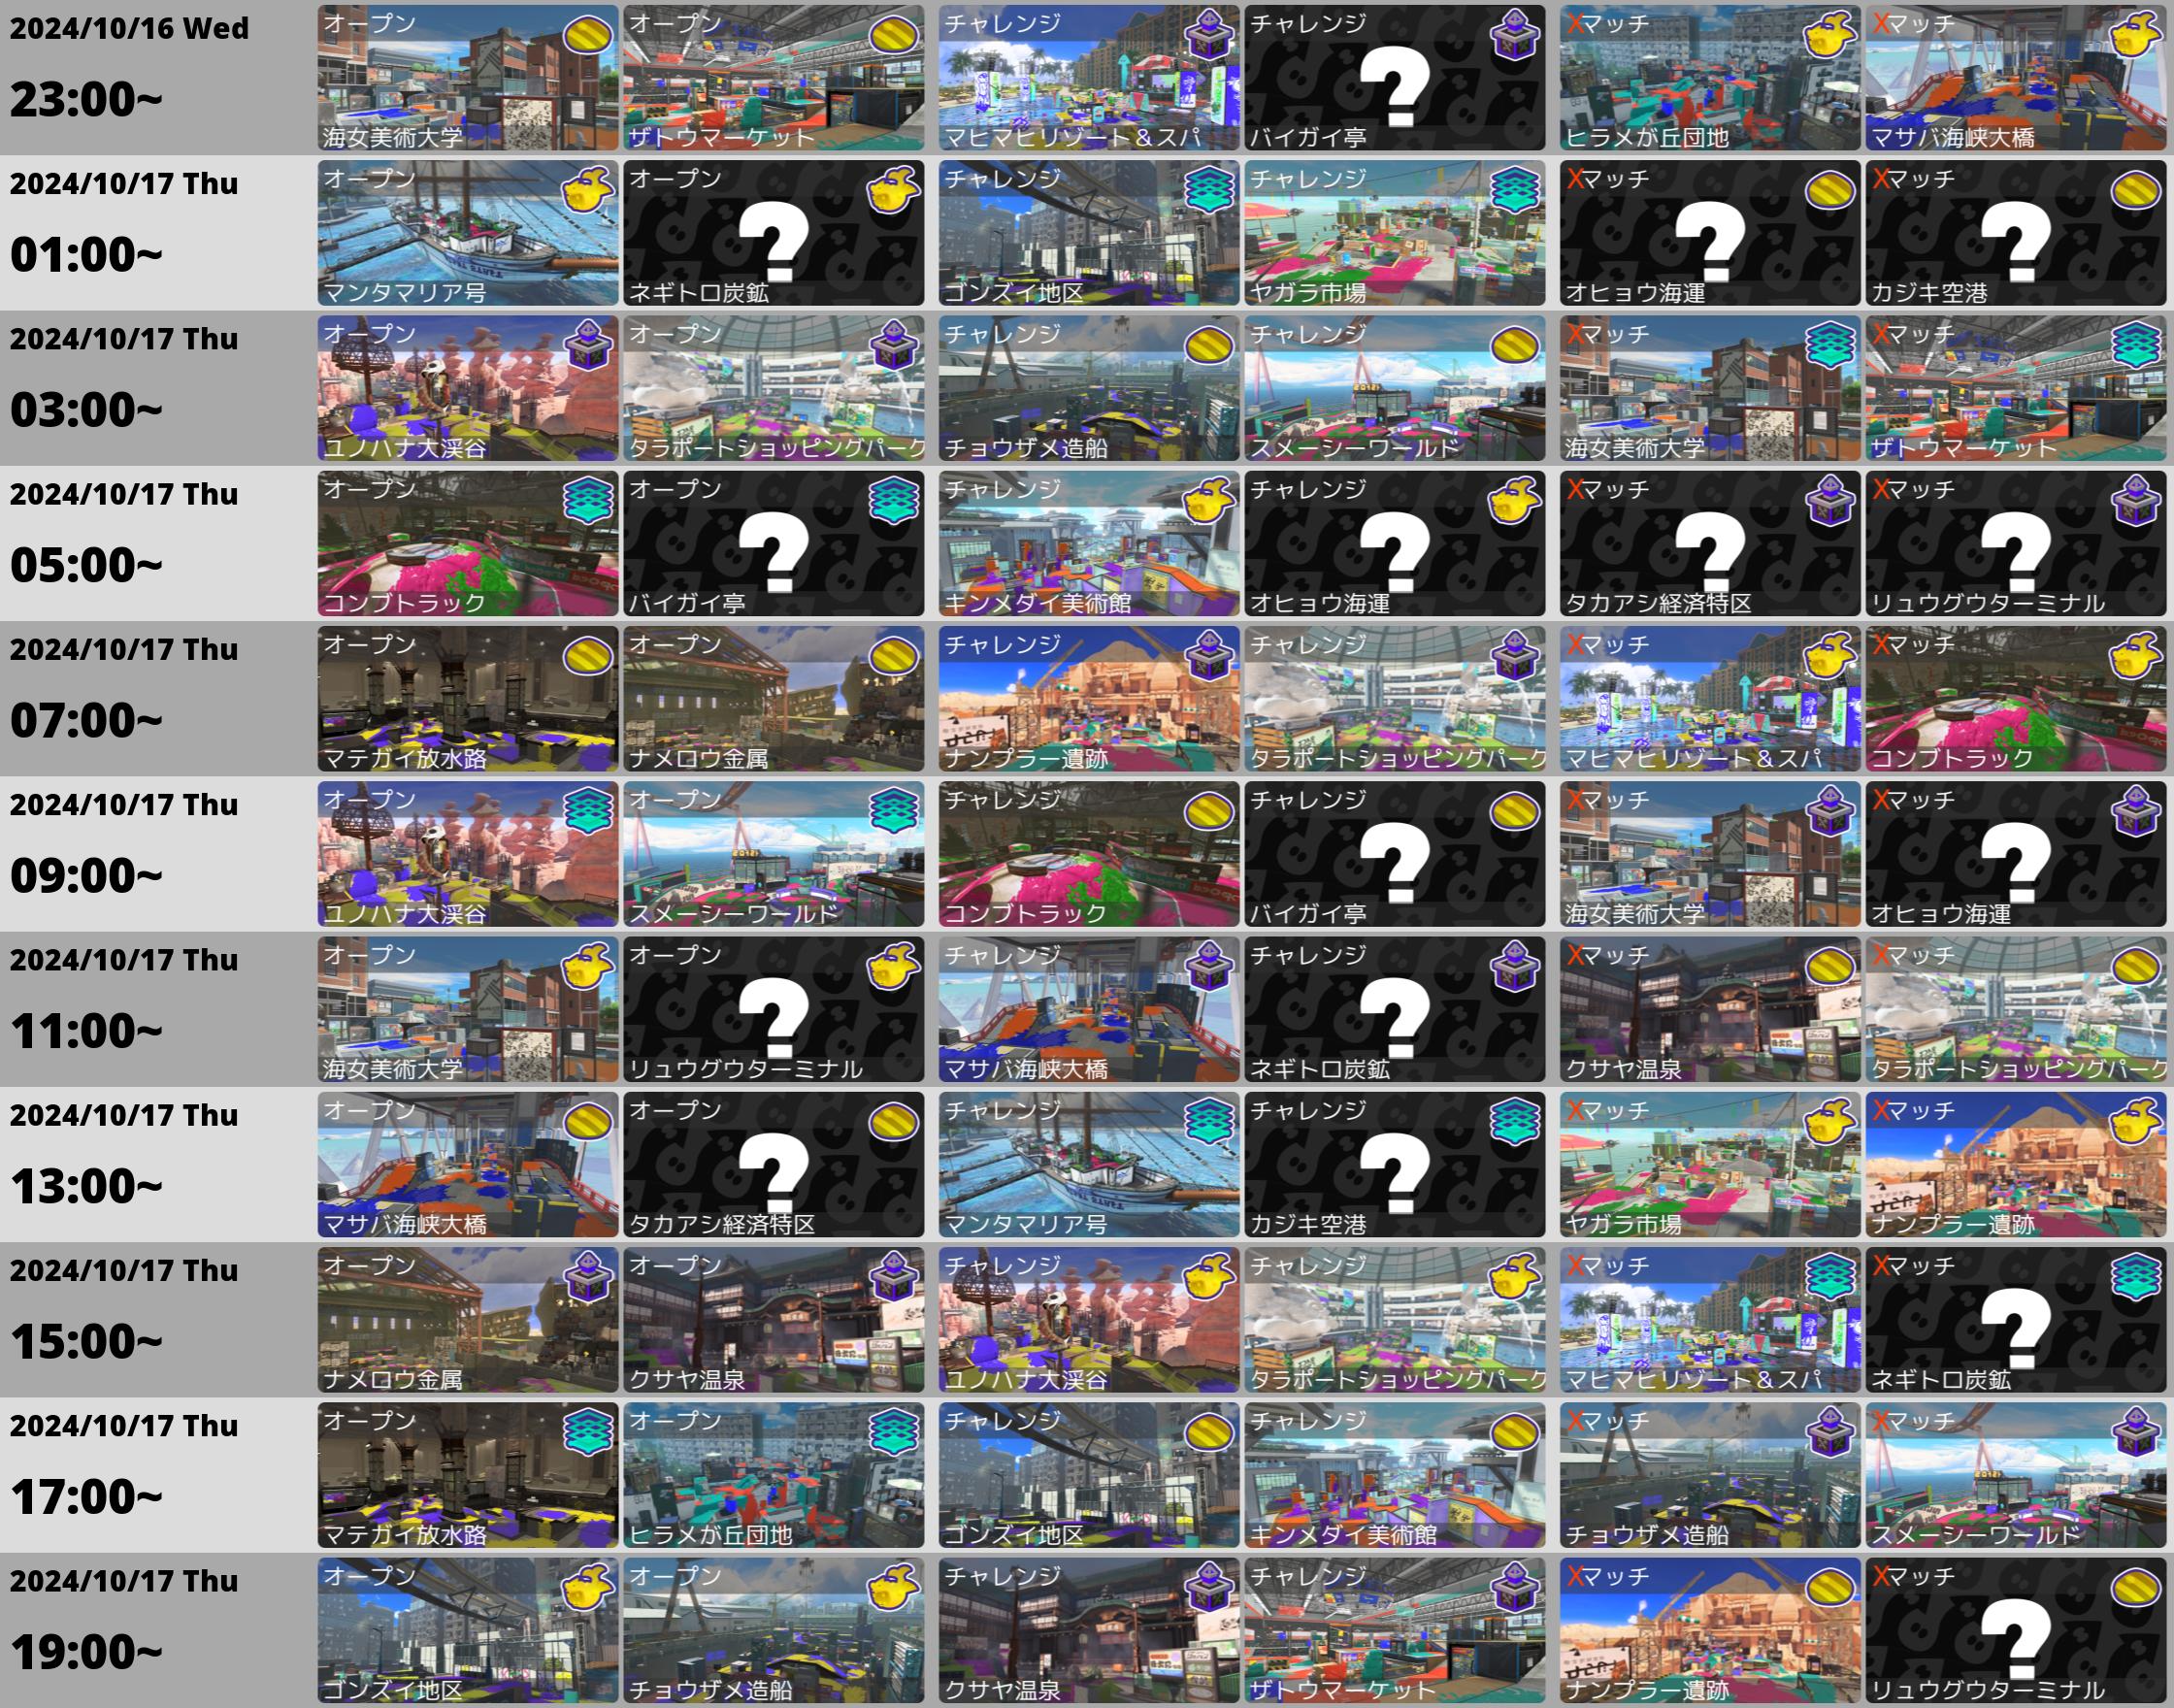 2024/10/16 Wed
23:00~
オープン
海女美術大学
オープン
ザトウマーケット
チャレンジ
マヒマヒリゾート＆スパ
チャレンジ
バイガイ亭
Xマッチ
ヒラメが丘団地
Xマッチ
マサバ海峡大橋
2024/10/17 Thu
01:00~
オープン
マンタマリア号
オープン
ネギトロ炭鉱
チャレンジ
ゴンズイ地区
チャレンジ
ヤガラ市場
Xマッチ
オヒョウ海運
Xマッチ
カジキ空港
2024/10/17 Thu
03:00~
オープン
ユノハナ大渓谷
オープン
タラポートショッピングパーク
チャレンジ
チョウザメ造船
チャレンジ
スメーシーワールド
Xマッチ
海女美術大学
Xマッチ
ザトウマーケット
2024/10/17 Thu
05:00~
オープン
コンブトラック
オープン
バイガイ亭
チャレンジ
キンメダイ美術館
チャレンジ
オヒョウ海運
Xマッチ
タカアシ経済特区
Xマッチ
リュウグウターミナル
2024/10/17 Thu
07:00~
オープン
マテガイ放水路
オープン
ナメロウ金属
チャレンジ
ナンプラー遺跡
チャレンジ
タラポートショッピングパーク
Xマッチ
マヒマヒリゾート＆スパ
Xマッチ
コンブトラック
2024/10/17 Thu
09:00~
オープン
ユノハナ大渓谷
オープン
スメーシーワールド
チャレンジ
コンブトラック
チャレンジ
バイガイ亭
Xマッチ
海女美術大学
Xマッチ
オヒョウ海運
2024/10/17 Thu
11:00~
オープン
海女美術大学
オープン
リュウグウターミナル
チャレンジ
マサバ海峡大橋
チャレンジ
ネギトロ炭鉱
Xマッチ
クサヤ温泉
Xマッチ
タラポートショッピングパーク
2024/10/17 Thu
13:00~
オープン
マサバ海峡大橋
オープン
タカアシ経済特区
チャレンジ
マンタマリア号
チャレンジ
カジキ空港
Xマッチ
ヤガラ市場
Xマッチ
ナンプラー遺跡
2024/10/17 Thu
15:00~
オープン
ナメロウ金属
オープン
クサヤ温泉
チャレンジ
ユノハナ大渓谷
チャレンジ
タラポートショッピングパーク
Xマッチ
マヒマヒリゾート＆スパ
Xマッチ
ネギトロ炭鉱
2024/10/17 Thu
17:00~
オープン
マテガイ放水路
オープン
ヒラメが丘団地
チャレンジ
ゴンズイ地区
チャレンジ
キンメダイ美術館
Xマッチ
チョウザメ造船
Xマッチ
スメーシーワールド
2024/10/17 Thu
19:00~
オープン
ゴンズイ地区
オープン
チョウザメ造船
チャレンジ
クサヤ温泉
チャレンジ
ザトウマーケット
Xマッチ
ナンプラー遺跡
Xマッチ
リュウグウターミナル